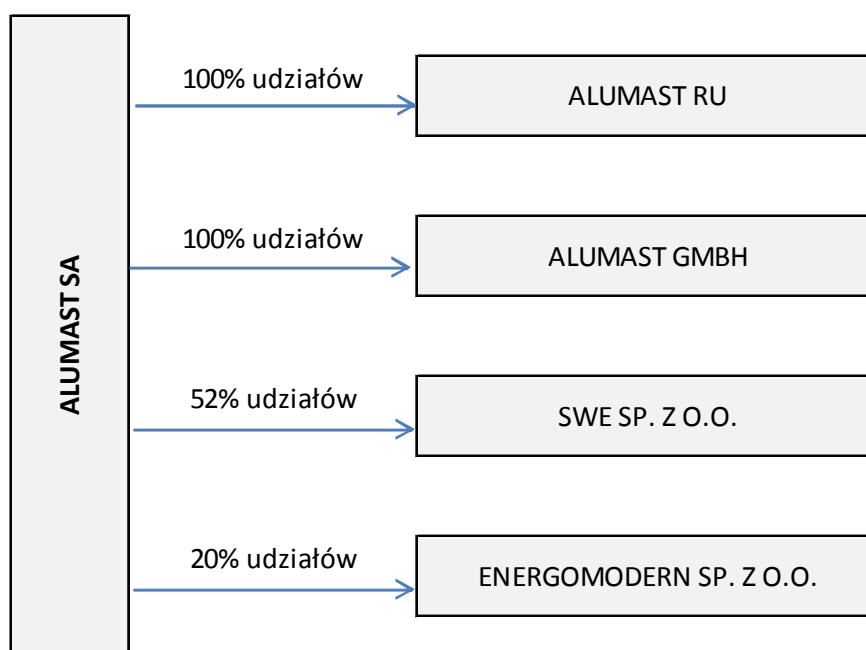 ALUMAST SA
100% udziałów
ALUMAST RU
100% udziałów
ALUMAST GMBH
52% udziałów
SWE SP. Z O.O.
20% udziałów
ENERGOMODERN SP. Z O.O.